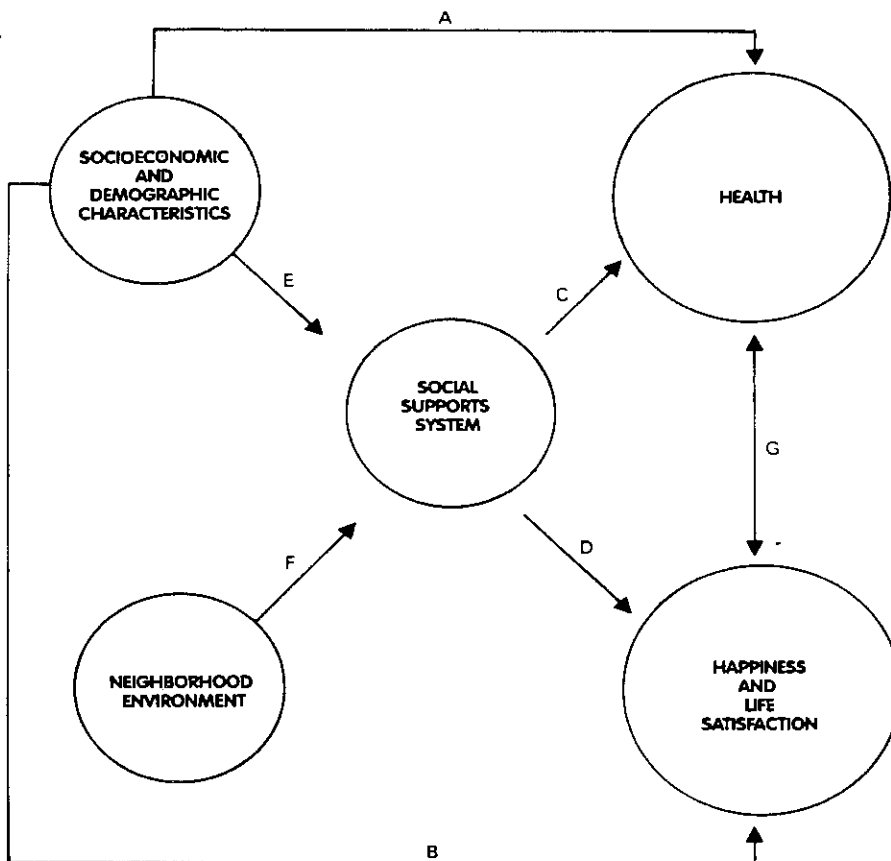 A
SOCIOECONOMIC
AND
DEMOGRAPHIC
CHARACTERISTICS
HEALTH
E
C
SOCIAL
SUPPORTS
SYSTEM
G
F
D
NEIGHBORHOOD
ENVIRONMENT
HAPPINESS
AND
LIFE
SATISFACTION
B